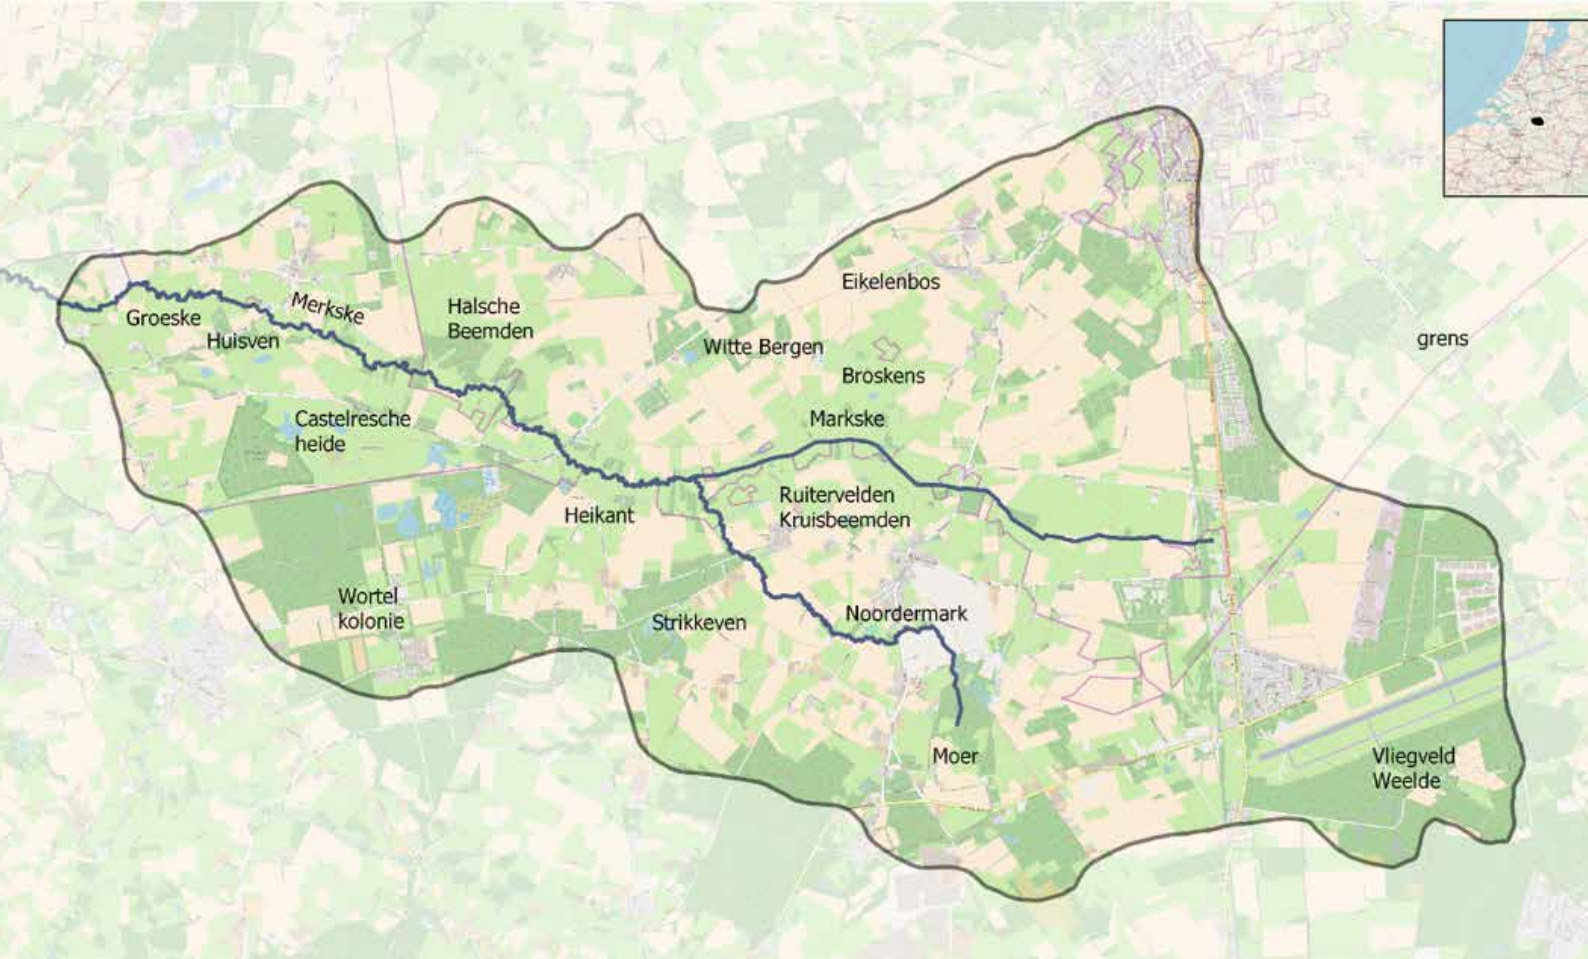 Eikelenbos
Merkske
Halsche
Beemden
Groeske
Huisven
grens
Witte Bergen
Broskens
Castelresche
heide
Markske
Ruitervelden
Kruisbeemden
Heikant
Wortel
kolonie
Strikkeven
Noordermark
Moer
Vliegveld
Weelde